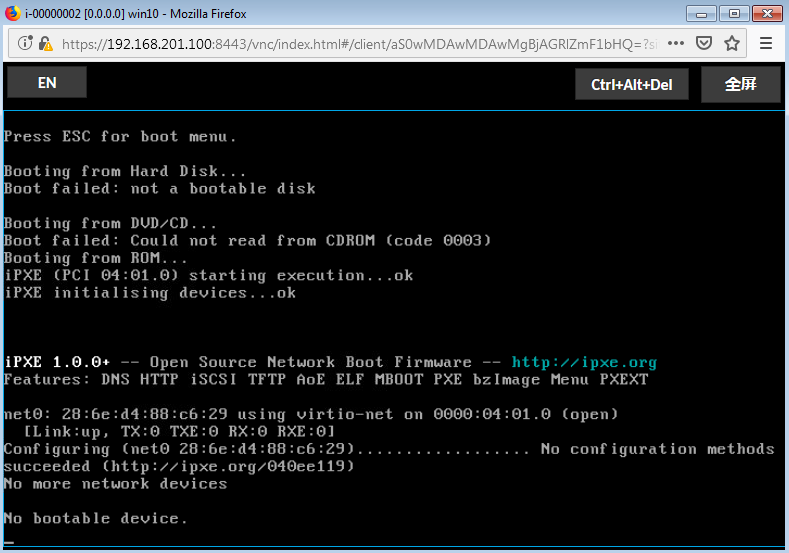 i-00000002 [0.0.0.0] win10 - Mozilla Firefox
https://192.168.201.100:8443/vnc/index.html#/client/aS0wMDAwMDAwMgBjAGRlZmF1bHQ=?si
EN
Ctrl+Alt+Del
全屏
Press ESC for boot menu.
Booting from Hard Disk...
Boot failed: not a bootable disk
Booting from DVD/CD...
Boot failed: Could not read from CDROM (code 0003)
Booting from ROM...
iPXE (PCI 04:01.0) starting execution...ok
iPXE initialising devices...ok
iPXE 1.0.0+ -- Open Source Network Boot Firmware -- http://ipxe.org
Features: DNS HTTP iSCSI TFTP AoE ELF MBOOT PXE bzImage Menu PXEXT
net0: 28:6e:d4:88:c6:29 using virtio-net on 0000:04:01.0 (open)
[Link:up, TX:0 TXE:0 RX:0 RXE:0]
Configuring (net0 28:6e:d4:88:c6:29).................. No configuration methods
succeeded (http://ipxe.org/040ee119)
No more network devices
No bootable device.